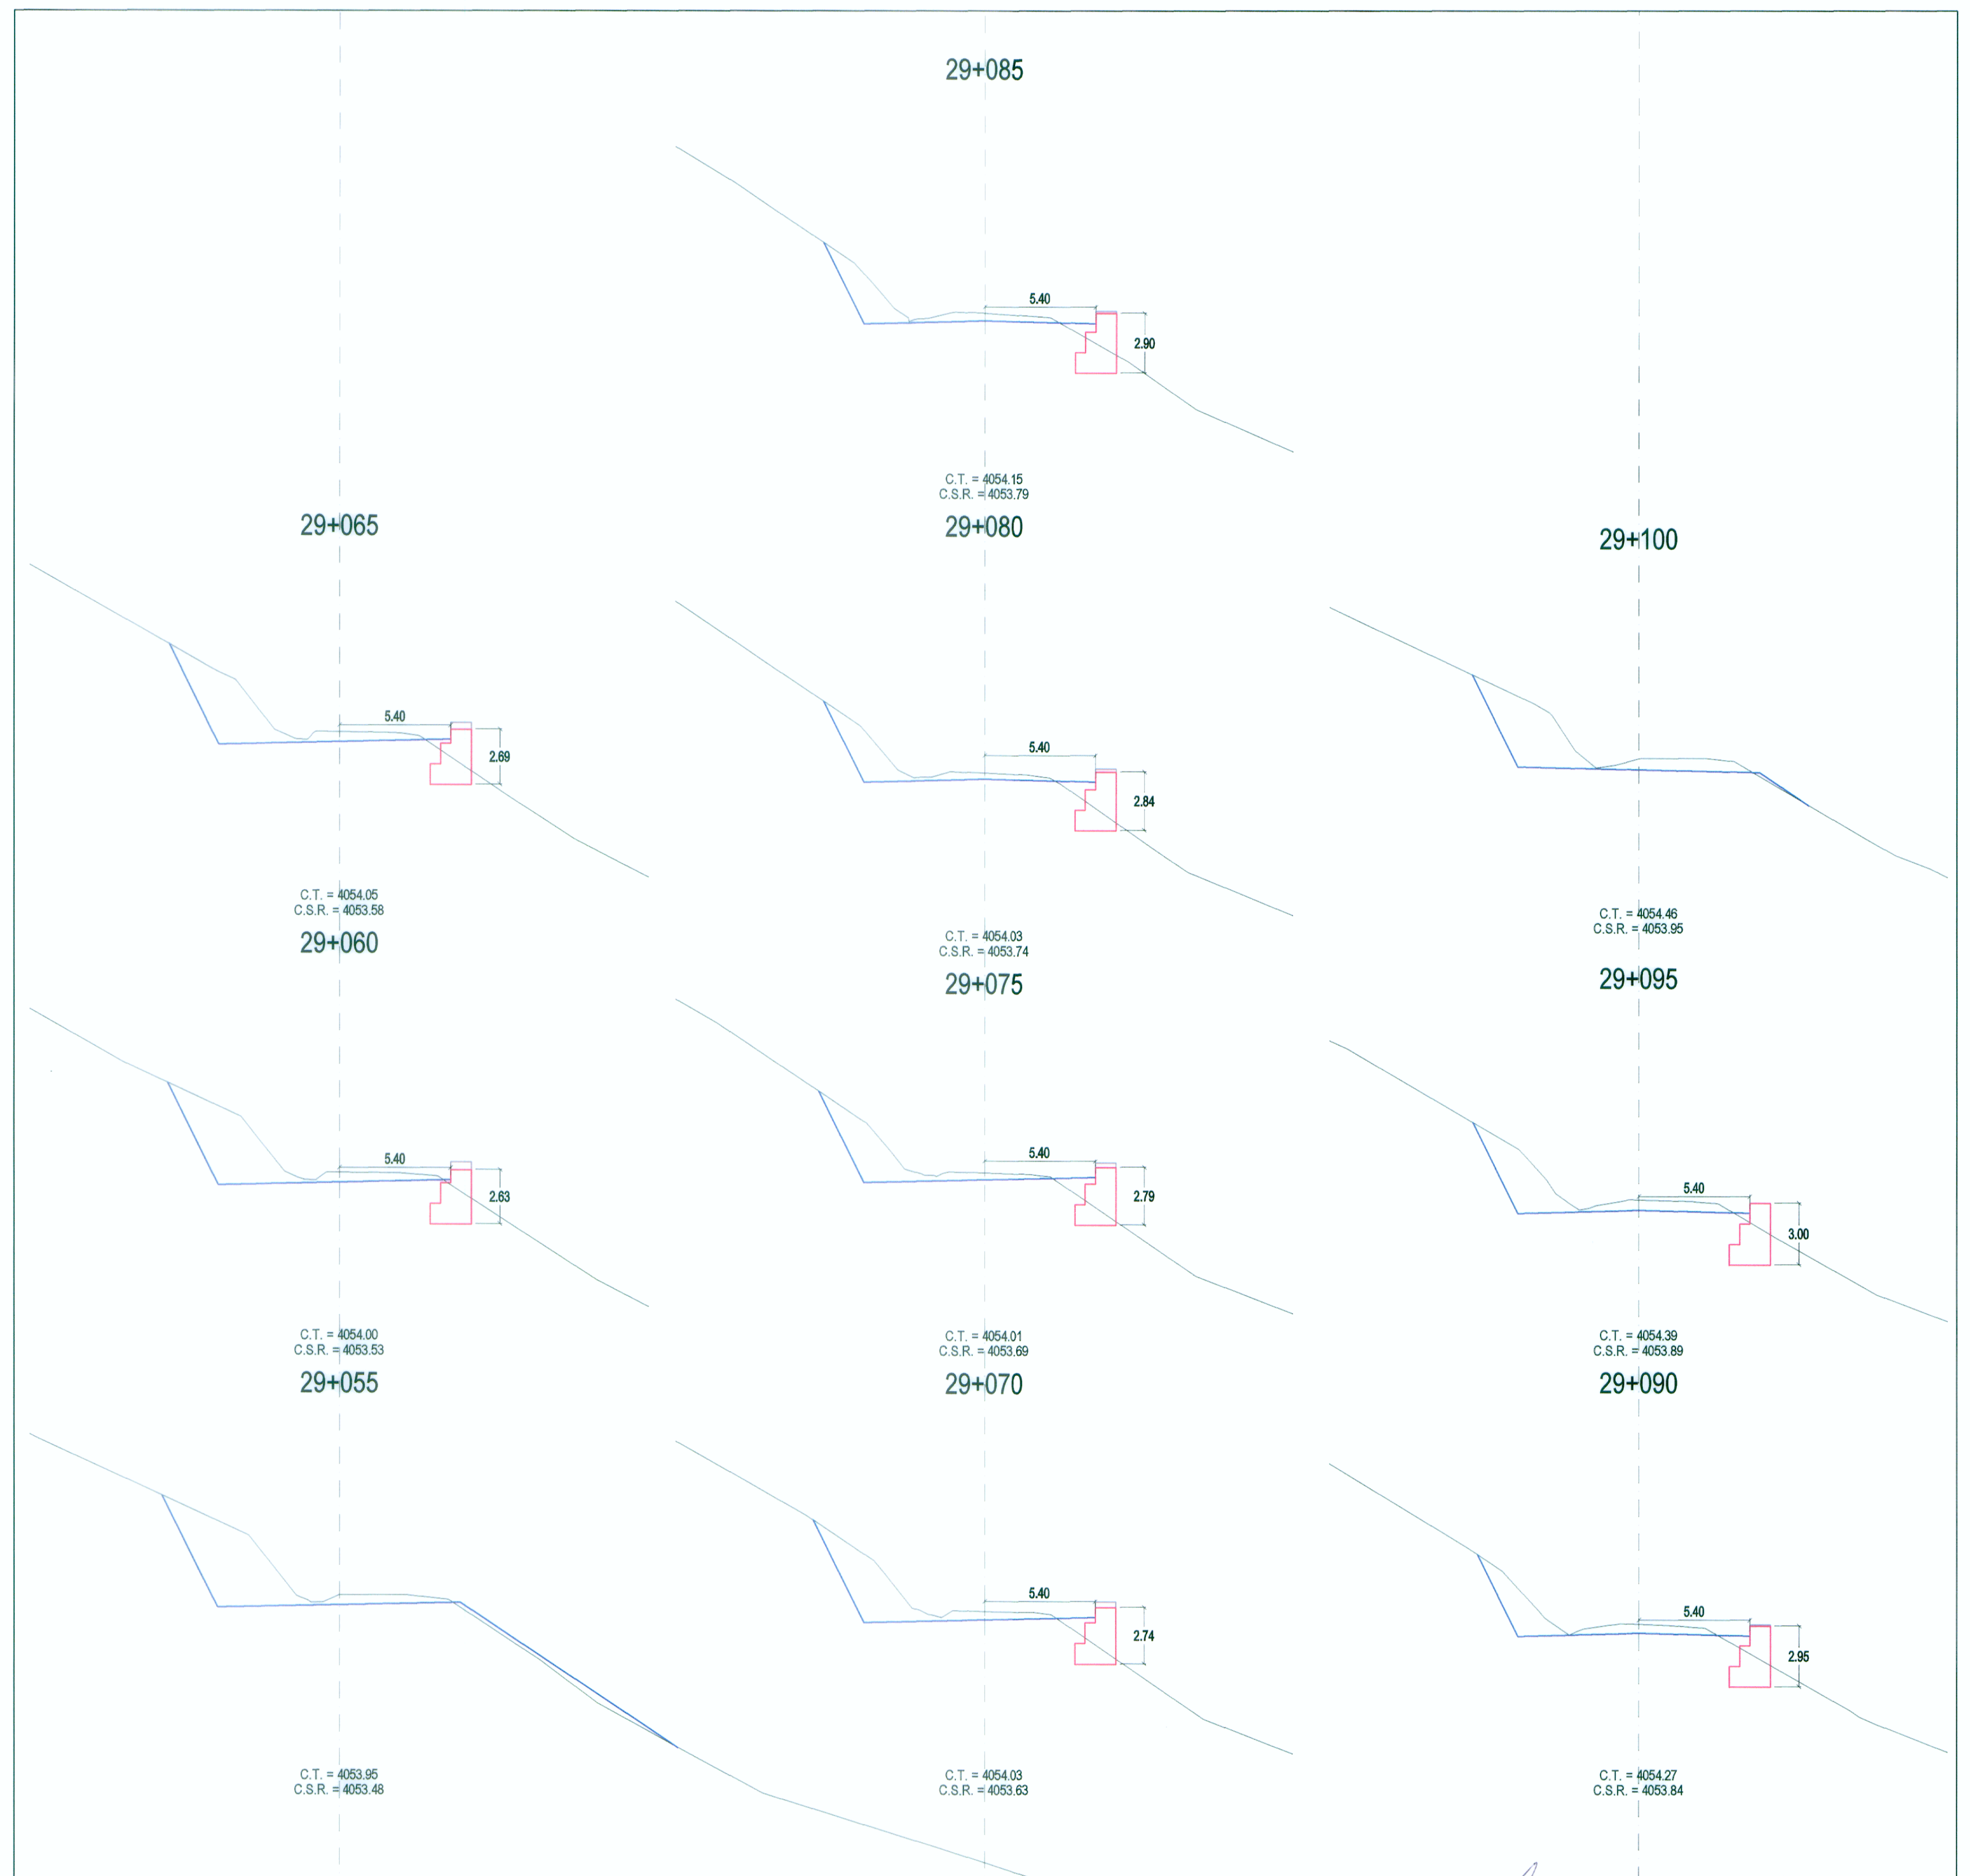 29+085
5.40
2.90
C.T. = 4054.15
C.S.R. = 4053.79
29+065
5.40
2.69
C.T. = 4054.05
C.S.R. = 4053.58
29+080
5.40
2.84
C.T. = 4054.03
C.S.R. = 4053.74
29+100
C.T. = 4054.46
C.S.R. = 4053.95
29+060
5.40
2.63
C.T. = 4054.00
C.S.R. = 4053.53
29+075
5.40
2.79
C.T. = 4054.01
C.S.R. = 4053.69
29+095
5.40
3.00
C.T. = 4054.39
C.S.R. = 4053.89
29+055
C.T. = 4053.95
C.S.R. = 4053.48
29+070
5.40
2.74
C.T. = 4054.03
C.S.R. = 4053.63
29+090
5.40
2.95
C.T. = 4054.27
C.S.R. = 4053.84